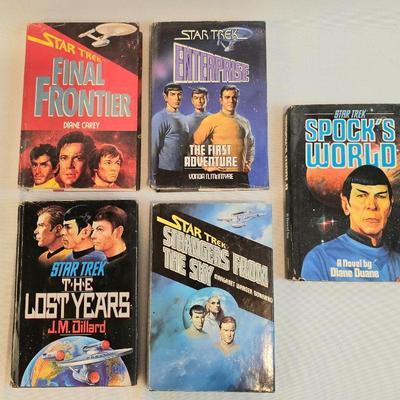 STAR TREK
FINAL
FRONTIER
DIANE CAREY
STAR TREK
ENTERPRISE
THE FIRST
ADVENTURE
VONDA N. McINTYRE
STAR TREK
SPOCK'S
WORLD
A Novel by
Diane Duane
STAR TREK
THE
LOST YEARS
J.M. Dillard
STAR TREK
STRANGERS FROM
THE SKY
MARGARET WANDER BONANNO